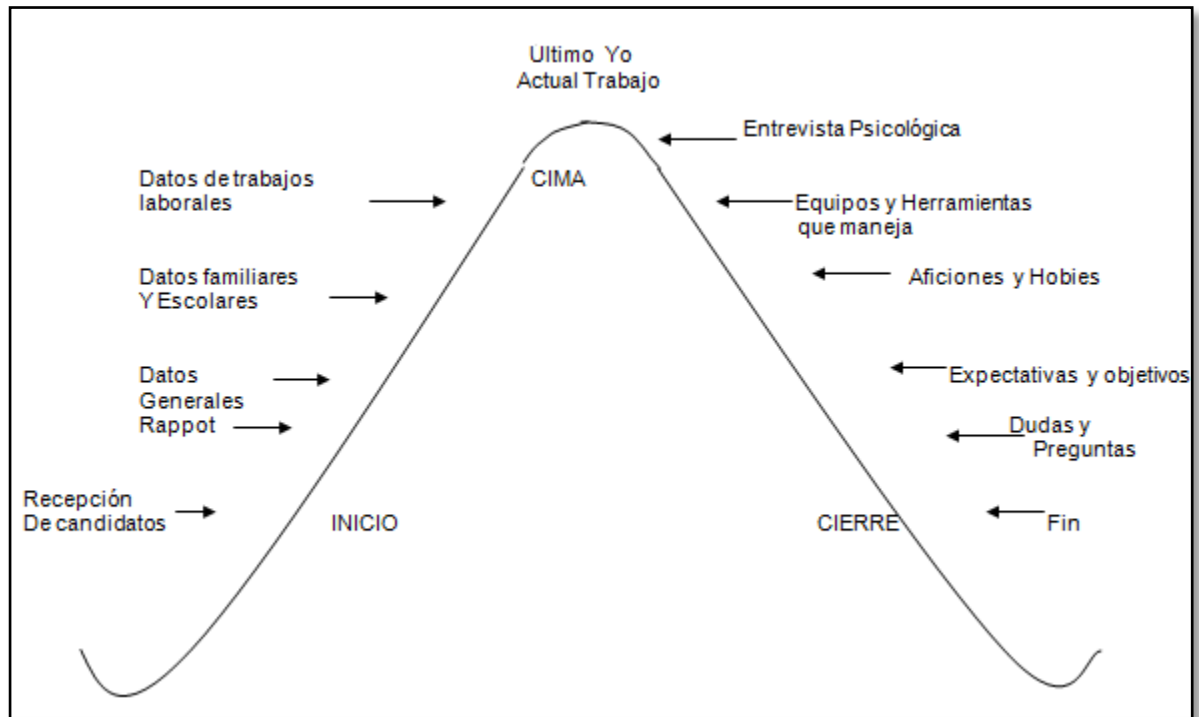 Ultimo Yo
Actual Trabajo
Entrevista Psicológica
Datos de trabajos
laborales
CIMA
Equipos y Herramientas
que maneja
Datos familiares
Y Escolares
Aficiones y Hobies
Datos
Generales
Rappot
Expectativas y objetivos
Dudas y
Preguntas
Recepción
De candidatos
INICIO
CIERRE
Fin